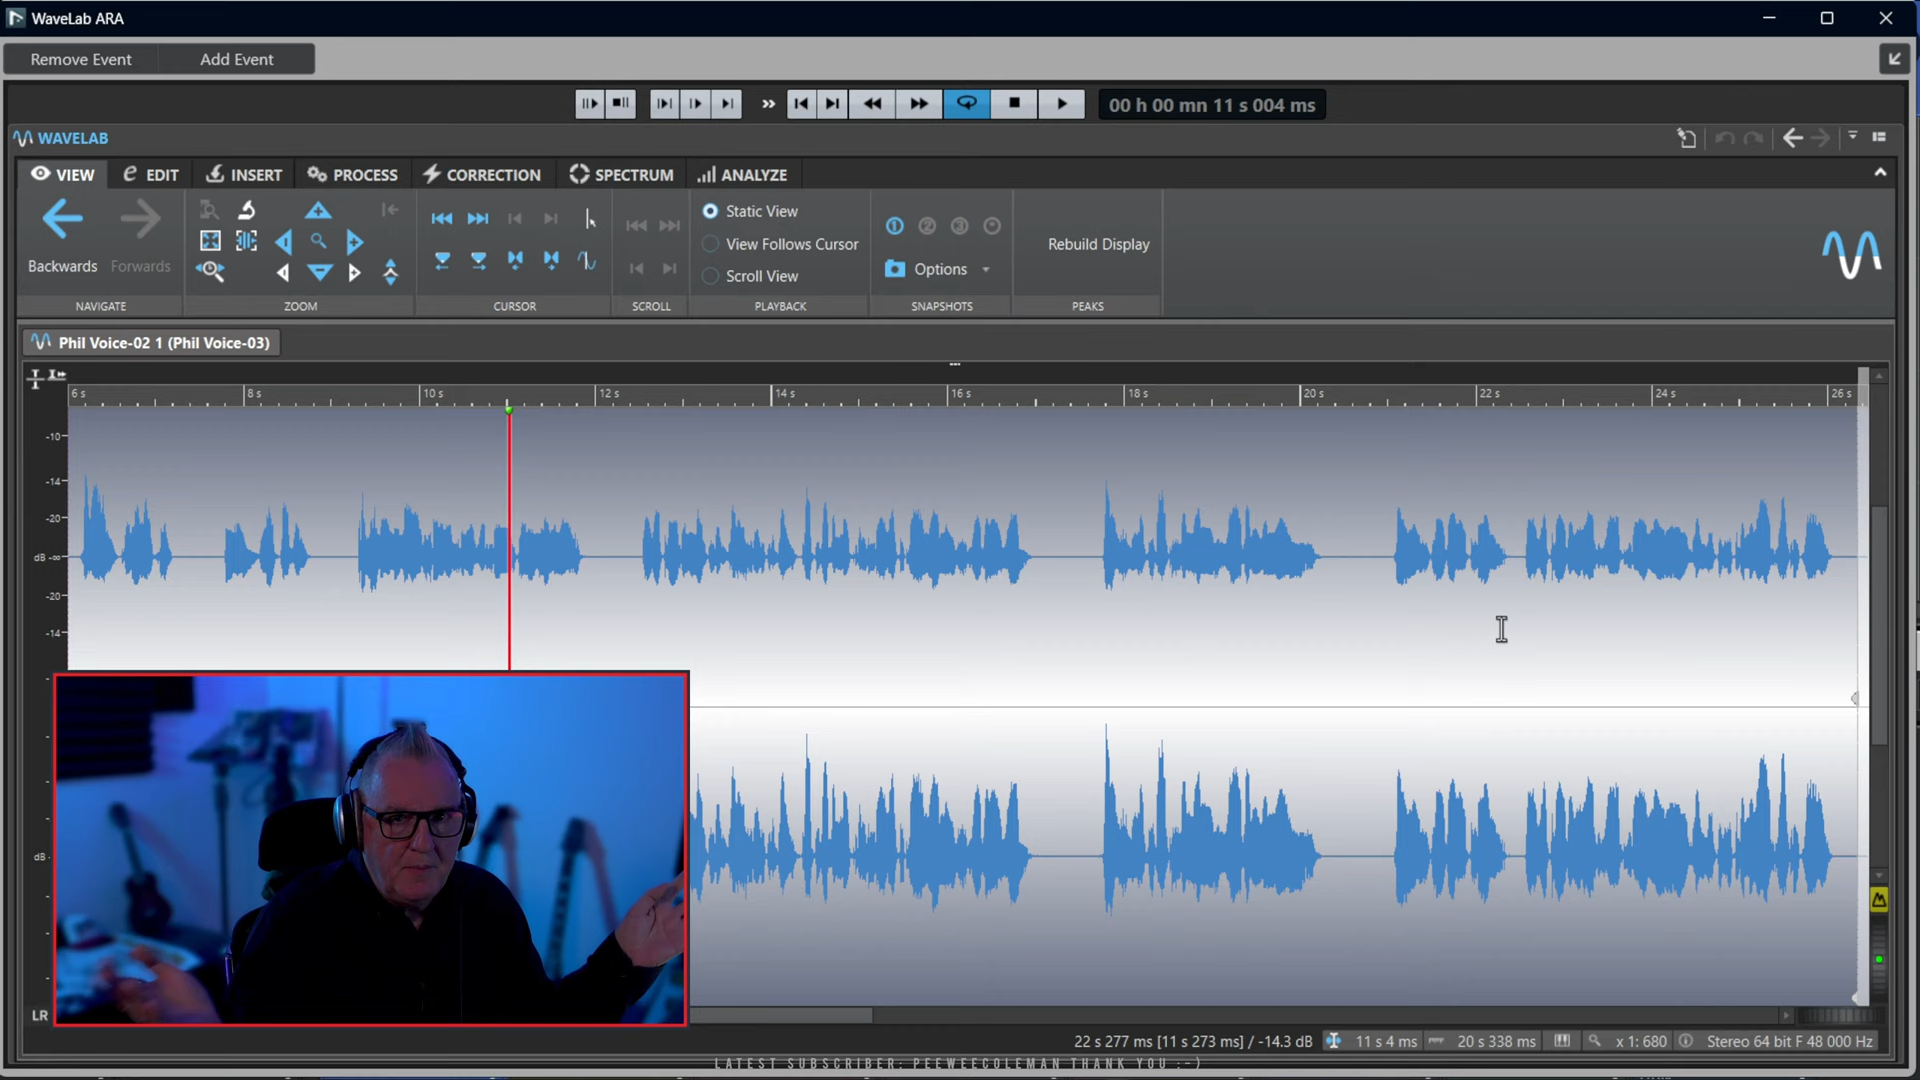 WaveLab ARA
Remove Event Add Event
00 h 00 mn 11 s 004 ms
WAVELAB
VIEW EDIT INSERT PROCESS CORRECTION SPECTRUM ANALYZE
Backwards Forwards
NAVIGATE
ZOOM
CURSOR
SCROLL
Static View
View Follows Cursor
Scroll View
PLAYBACK
1 2 3
Options
SNAPSHOTS
Rebuild Display
PEAKS
Phil Voice-02 1 (Phil Voice-03)
6 s 8 s 10 s 12 s 14 s 16 s 18 s 20 s 22 s 24 s 26 s
-10
-14
-20
dB -∞
-20
-14
dB
LR
22 s 277 ms [11 s 273 ms] / -14.3 dB 11 s 4 ms 20 s 338 ms x 1: 680 Stereo 64 bit F 48 000 Hz
LATEST SUBSCRIBER: PEEWEECOLEMAN THANK YOU :-)